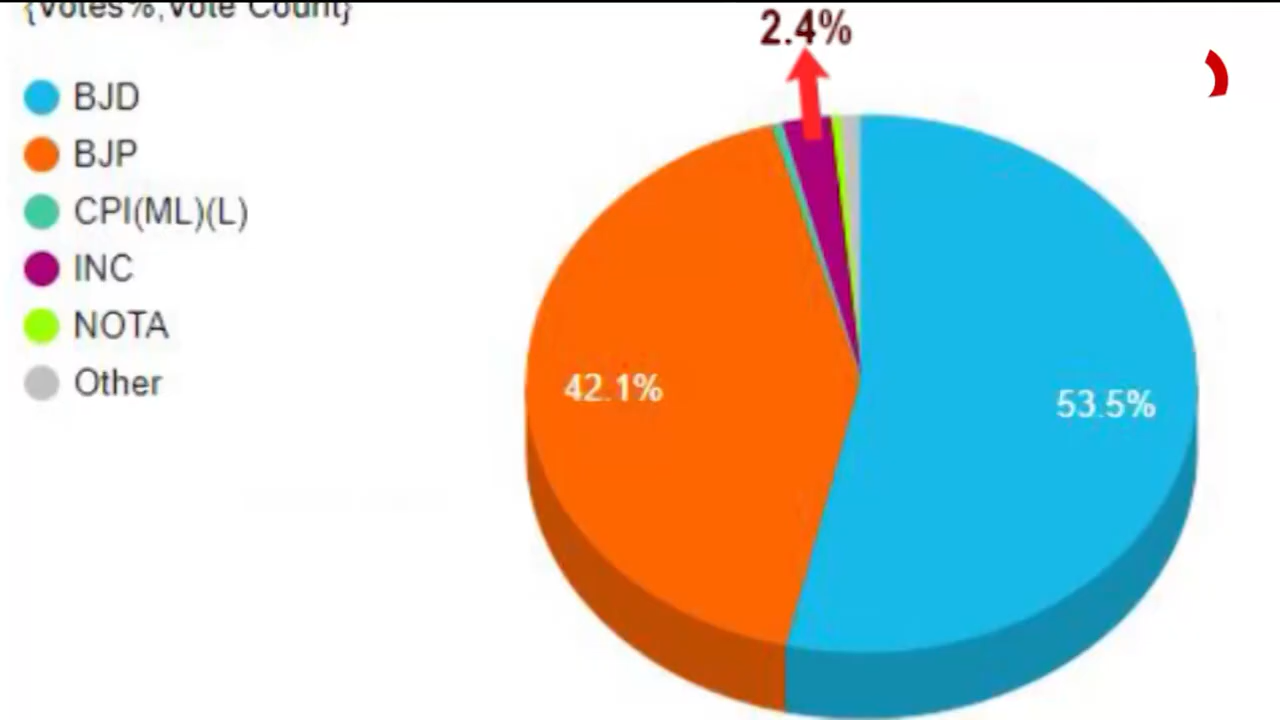 {Votes%,Vote Count}
2.4%
BJD
BJP
CPI(ML)(L)
INC
NOTA
Other
42.1%
53.5%